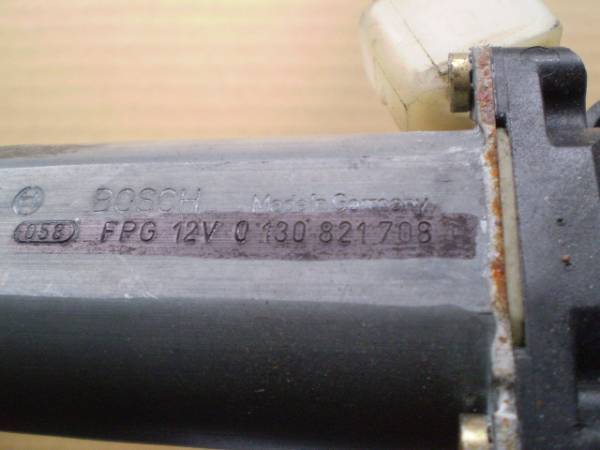 BOSCH Made in Germany
058 FPG 12V 0 130 821 708